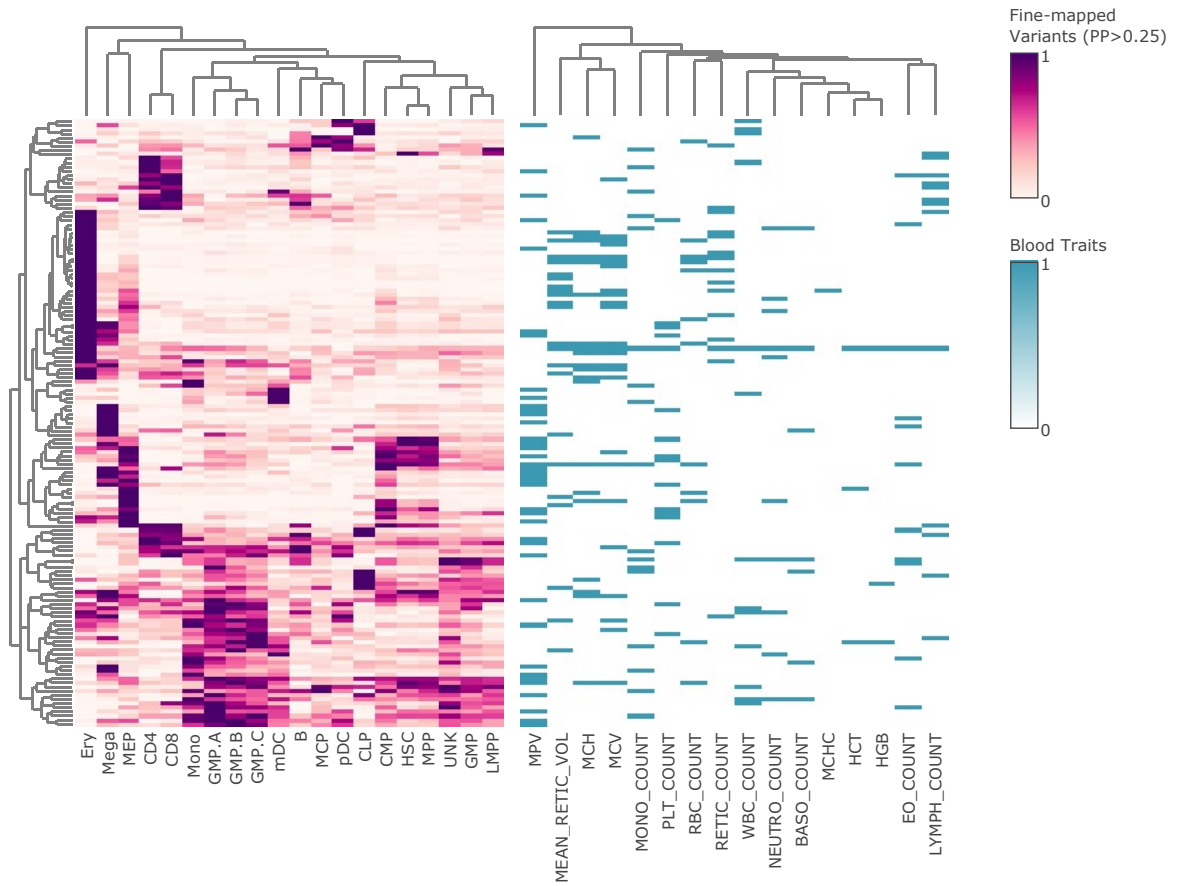 Fine-mapped
Variants (PP>0.25)
1
0
Blood Traits
1
0
Ery
Mega
MEP
CD4
CD8
Mono
GMP.A
GMP.B
GMP.C
mDC
B
MCP
pDC
CLP
CMP
HSC
MPP
UNK
GMP
LMPP
MPV
MEAN_RETIC_VOL
MCH
MCV
MONO_COUNT
PLT_COUNT
RBC_COUNT
RETIC_COUNT
WBC_COUNT
NEUTRO_COUNT
BASO_COUNT
MCHC
HCT
HGB
EO_COUNT
LYMPH_COUNT